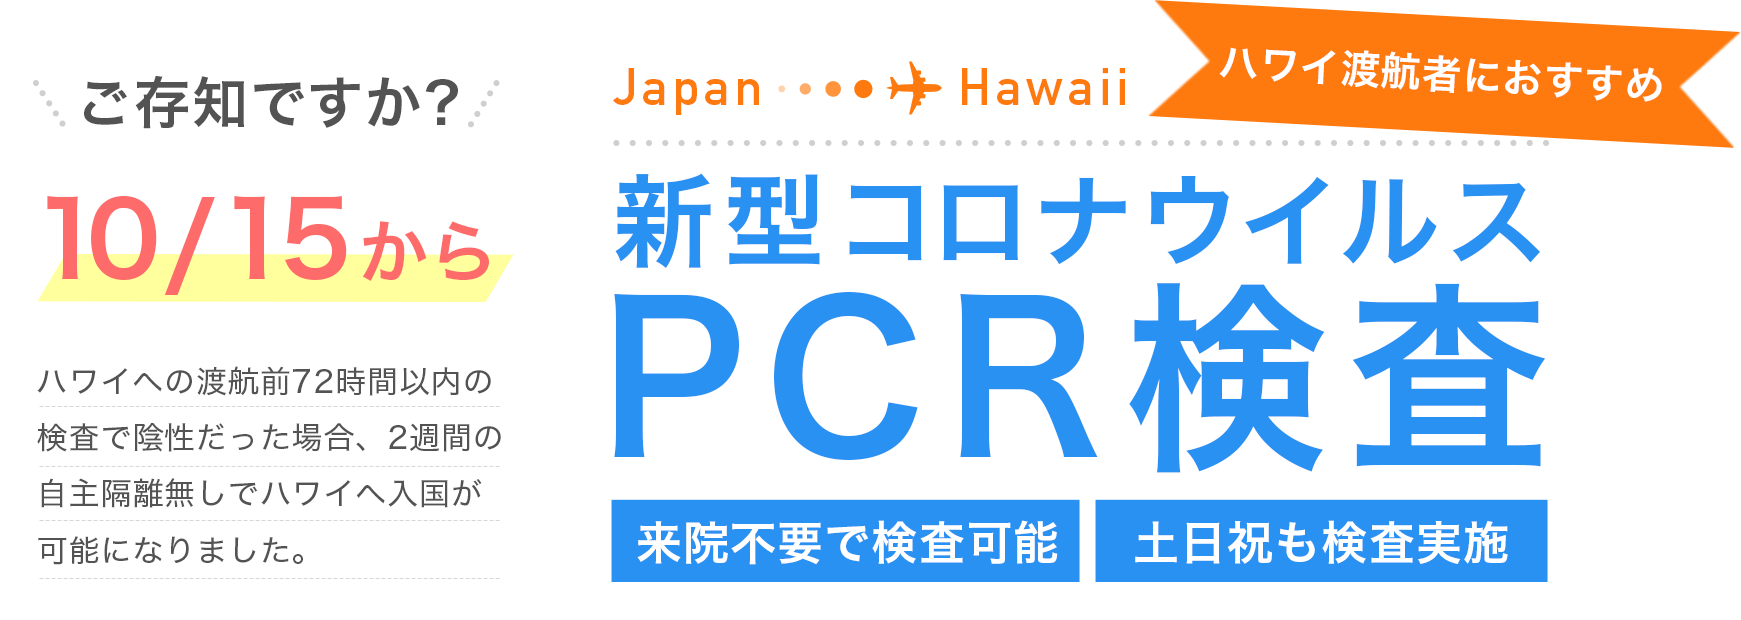 ご存知ですか?
10/15から
ハワイへの渡航前72時間以内の
検査で陰性だった場合、2週間の
自主隔離無しでハワイへ入国が
可能になりました。
Japan Hawaii
ハワイ渡航者におすすめ
新型コロナウイルス
PCR検査
来院不要で検査可能
土日祝も検査実施